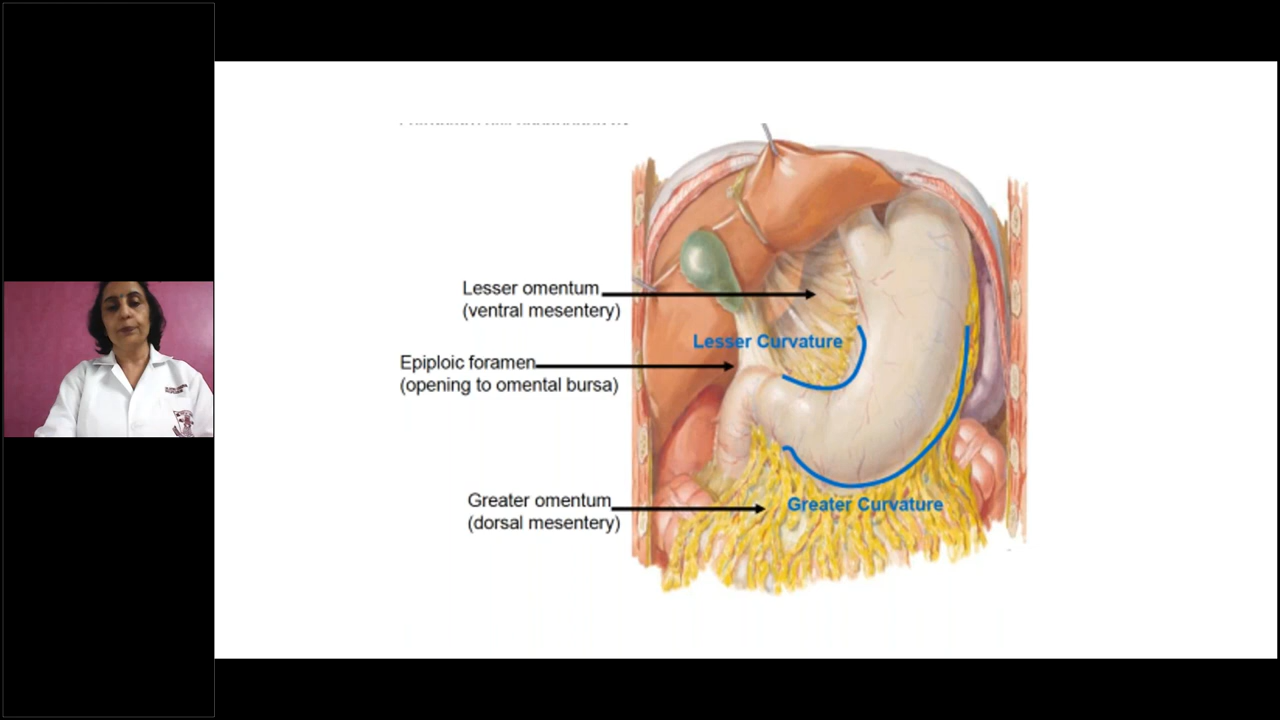 Lesser omentum
(ventral mesentery)
Lesser Curvature
Epiploic foramen
(opening to omental bursa)
Greater omentum
(dorsal mesentery)
Greater Curvature